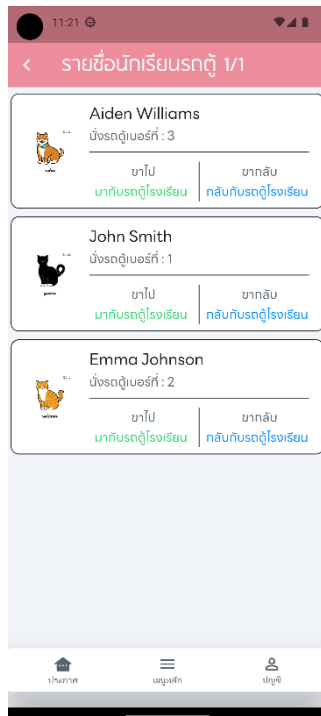 11:21
รายชื่อนักเรียนรถตู้ 1/1
Aiden Williams
นั่งรถตู้เบอร์ที่ : 3
ขาไป
ขากลับ
มากับรถตู้โรงเรียน
กลับกับรถตู้โรงเรียน
John Smith
นั่งรถตู้เบอร์ที่ : 1
ขาไป
ขากลับ
มากับรถตู้โรงเรียน
กลับกับรถตู้โรงเรียน
Emma Johnson
นั่งรถตู้เบอร์ที่ : 2
ขาไป
ขากลับ
มากับรถตู้โรงเรียน
กลับกับรถตู้โรงเรียน
ประกาศ
เมนูหลัก
บัญชี